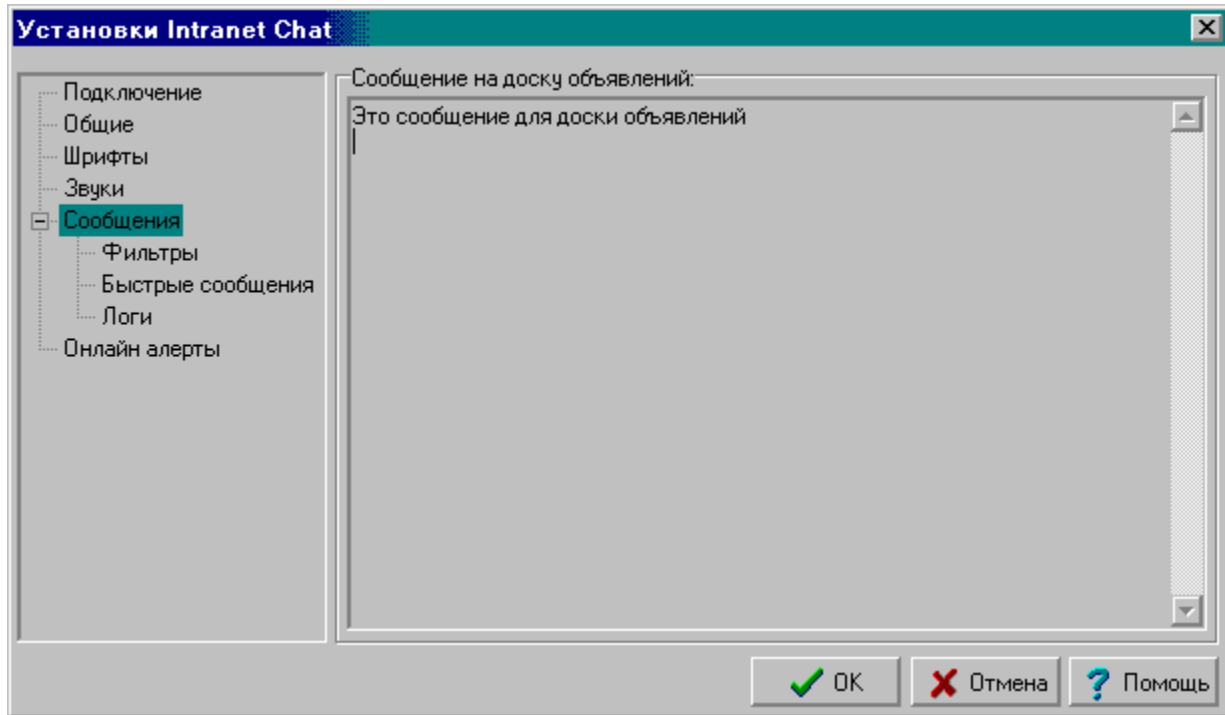 Установки Intranet Chat
Подключение
Общие
Шрифты
Звуки
Сообщения
Фильтры
Быстрые сообщения
Логи
Онлайн алерты
Сообщение на доску объявлений:
Это сообщение для доски объявлений
OK
Отмена
Помощь